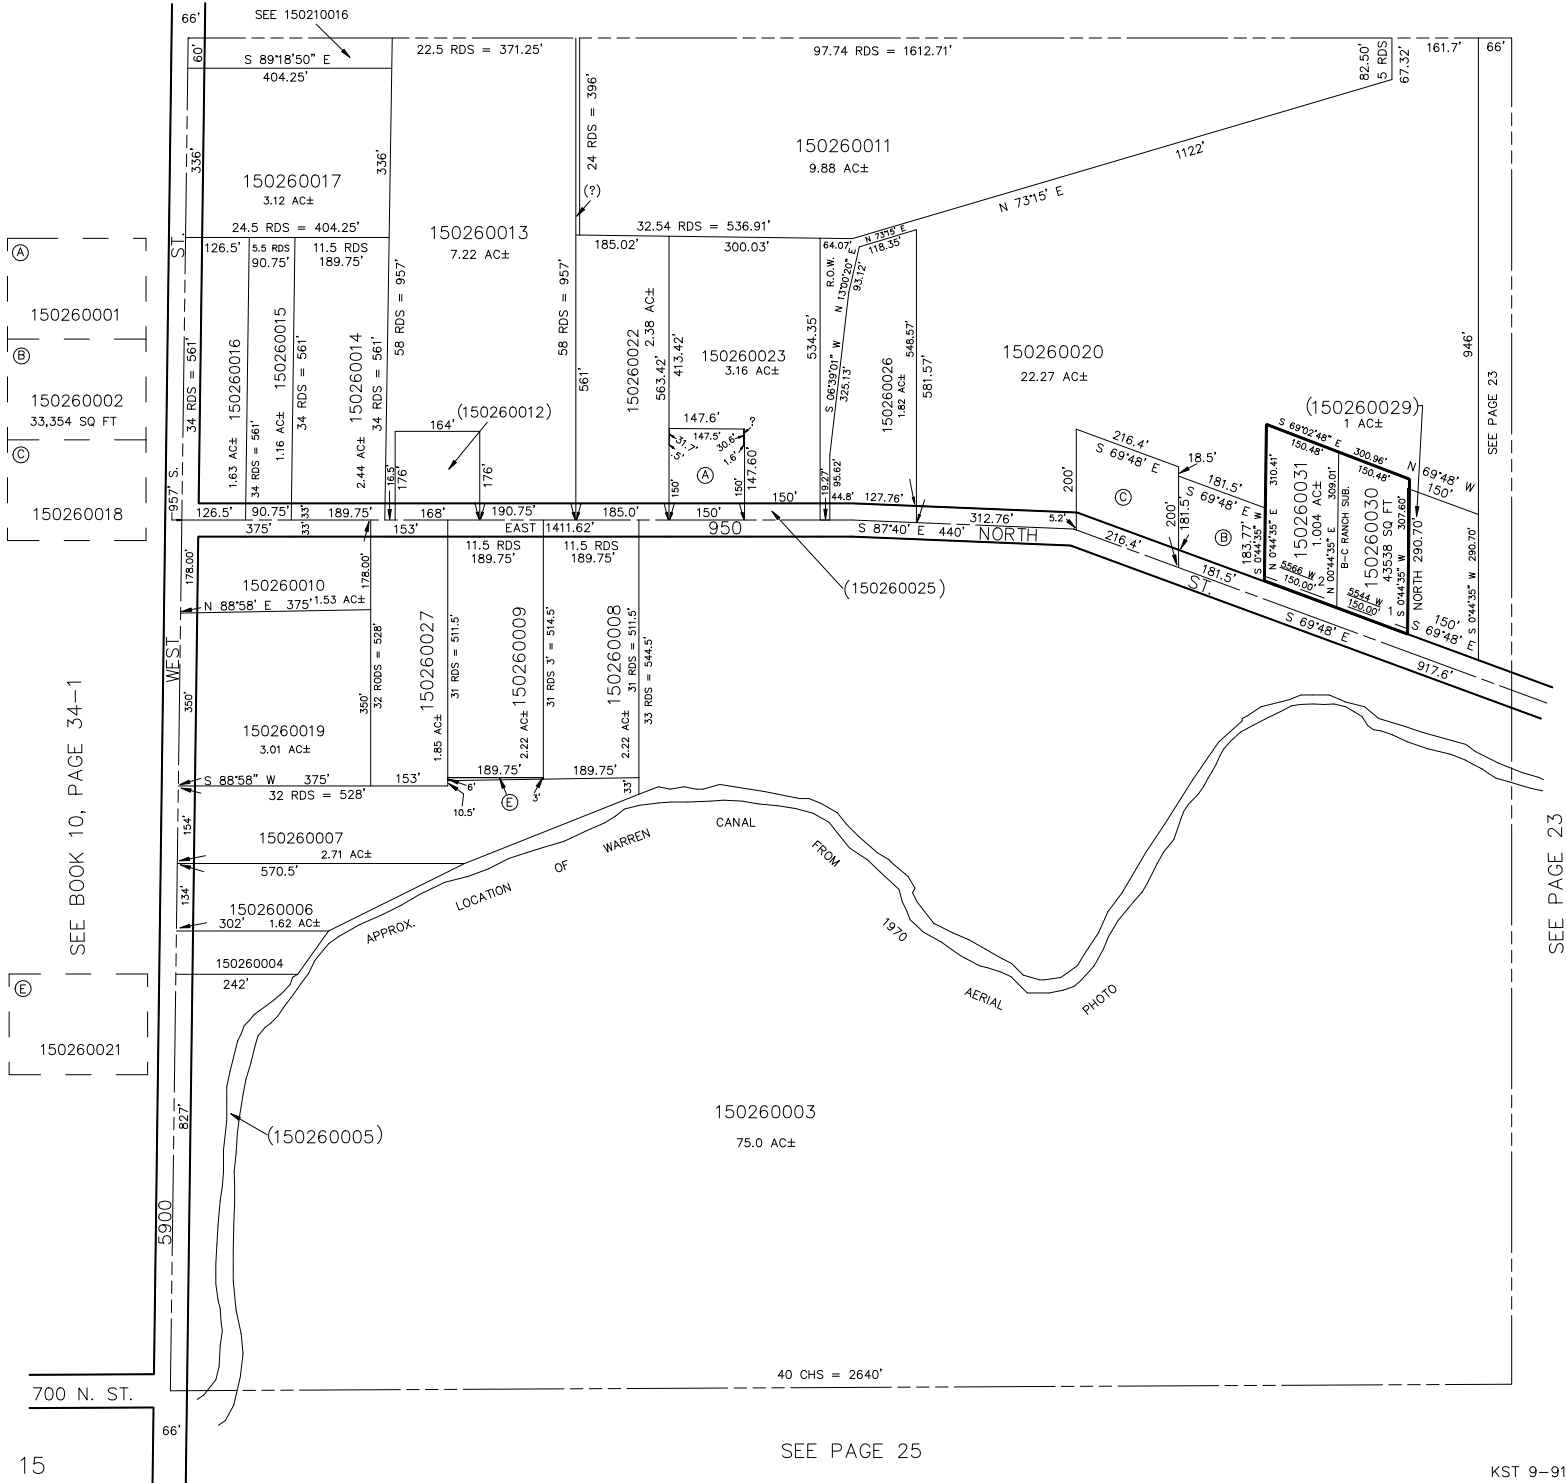 66'
SEE 150210016
60'
S 89°18'50" E
404.25'
22.5 RDS = 371.25'
97.74 RDS = 1612.71'
82.50'
5 RDS
67.32'
161.7'
66'
336'
336'
24 RDS = 396'
(?)
150260017
3.12 AC±
24.5 RDS = 404.25'
150260013
7.22 AC±
150260011
9.88 AC±
1122'
N 73°15' E
32.54 RDS = 536.91'
N 73°15' E
118.35'
ST.
126.5'
5.5 RDS
90.75'
11.5 RDS
189.75'
185.02'
300.03'
64.07'
R.O.W.
N 13°00'20" E
93.12'
A
150260001
B
150260002
33,354 SQ FT
C
150260018
34 RDS = 561'
1.63 AC± 150260016
34 RDS = 561'
1.16 AC± 150260015
34 RDS = 561'
2.44 AC± 150260014
34 RDS = 561'
58 RDS = 957'
58 RDS = 957'
561'
150260022
2.38 AC±
563.42'
413.42'
150260023
3.16 AC±
534.35'
S 06°39'01" W
325.13'
150260026
1.82 AC±
548.57'
581.57'
150260020
22.27 AC±
946'
SEE PAGE 23
(150260012)
164'
16.5'
176'
176'
147.6'
147.5'
?
31.7'
.5'
30.6'
1.6'
A
150'
150'
147.60'
19.27'
95.62'
(150260029)
1 AC±
S 69°02'48" E 300.96'
150.48'
150.48'
216.4'
S 69°48' E
18.5'
181.5'
S 69°48' E
200'
C
200'
181.5'
B
183.77'
S 0°44'35" W
N 0°44'35" E 310.41'
150260031
1.004 AC±
N 00°44'35" E 309.01'
B-C RANCH SUB.
150260030
43538 SQ FT
S 0°44'35" W 307.60'
NORTH 290.70'
N 69°48' W
150'
S 0°44'35" W 290.70'
5566 W
150.00'
2
5544 W
150.00'
1
150'
S 69°48' E
957' S.
126.5'
90.75'
33'
189.75'
168'
190.75'
185.0'
150'
150'
44.8'
127.76'
312.76'
5.2'
375'
33'
153'
EAST 1411.62'
950
S 87°40' E 440'
NORTH
216.4'
181.5'
ST.
S 69°48' E
917.6'
11.5 RDS
189.75'
11.5 RDS
189.75'
(150260025)
178.00'
178.00'
150260010
1.53 AC±
N 88°58' E 375'
WEST
350'
350'
32 RODS = 528'
150260027
1.85 AC±
31 RDS = 511.5'
150260009
2.22 AC±
31 RDS 3' = 514.5'
150260008
2.22 AC±
31 RDS = 511.5'
33 RDS = 544.5'
150260019
3.01 AC±
S 88°58" W 375'
153'
32 RDS = 528'
189.75'
189.75'
6'
10.5'
E
3'
33'
154'
150260007
2.71 AC±
570.5'
134'
150260006
302' 1.62 AC±
150260004
242'
APPROX.
LOCATION
OF
WARREN
CANAL
FROM
1970
AERIAL
PHOTO
SEE BOOK 10, PAGE 34-1
SEE PAGE 23
E
150260021
827'
(150260005)
150260003
75.0 AC±
5900
40 CHS = 2640'
700 N. ST.
66'
SEE PAGE 25
15
KST 9-91